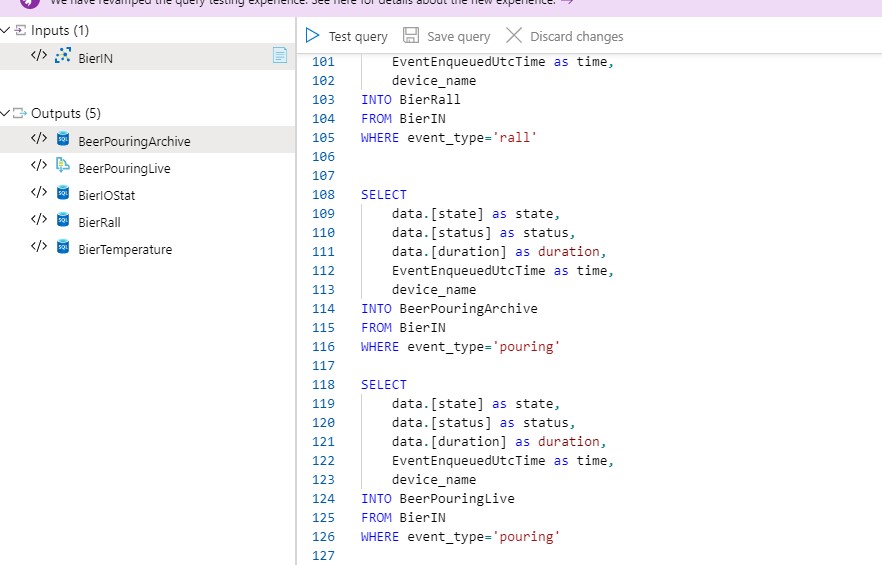 We have revamped the query testing experience. See here for details about the new experience. →
Inputs (1)
</> BierIN
Outputs (5)
</> BeerPouringArchive
</> BeerPouringLive
</> BierIOStat
</> BierRall
</> BierTemperature
Test query Save query Discard changes
101 EventEnqueuedUtcTime as time,
102 device_name
103 INTO BierRall
104 FROM BierIN
105 WHERE event_type='rall'
106
107
108 SELECT
109 data.[state] as state,
110 data.[status] as status,
111 data.[duration] as duration,
112 EventEnqueuedUtcTime as time,
113 device_name
114 INTO BeerPouringArchive
115 FROM BierIN
116 WHERE event_type='pouring'
117
118 SELECT
119 data.[state] as state,
120 data.[status] as status,
121 data.[duration] as duration,
122 EventEnqueuedUtcTime as time,
123 device_name
124 INTO BeerPouringLive
125 FROM BierIN
126 WHERE event_type='pouring'
127